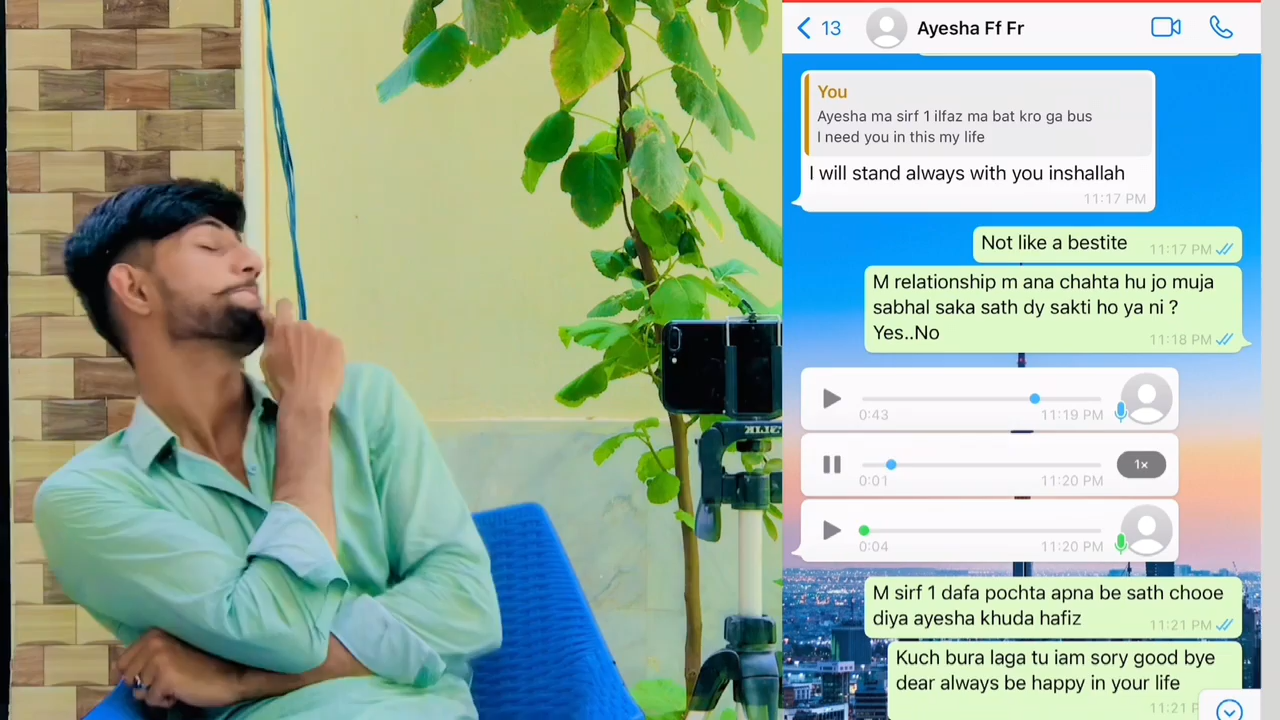 13
Ayesha Ff Fr
You
Ayesha ma sirf 1 ilfaz ma bat kro ga bus
I need you in this my life
I will stand always with you inshallah
11:17 PM
Not like a bestite
11:17 PM
M relationship m ana chahta hu jo muja
sabhal saka sath dy sakti ho ya ni ?
Yes..No
11:18 PM
0:43
11:19 PM
1×
0:01
11:20 PM
0:04
11:20 PM
M sirf 1 dafa pochta apna be sath chooe
diya ayesha khuda hafiz
11:21 PM
Kuch bura laga tu iam sory good bye
dear always be happy in your life
11:21 P